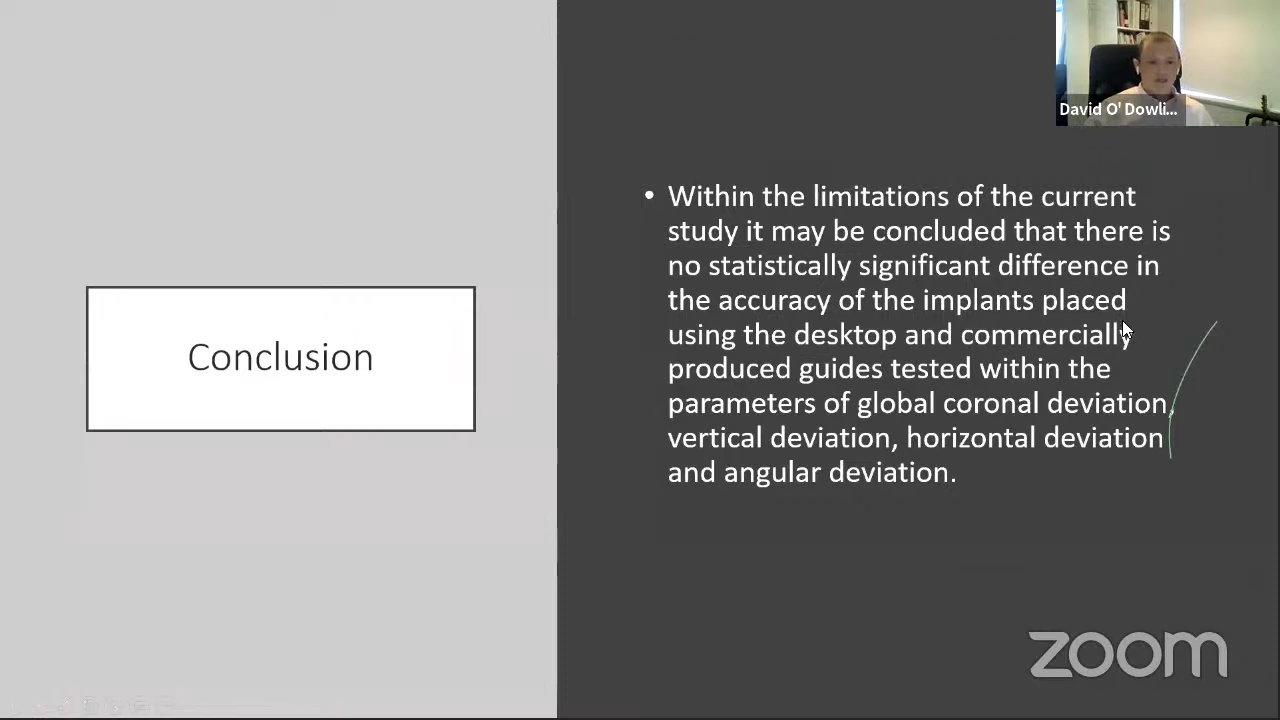 David O' Dowli...
• Within the limitations of the current
study it may be concluded that there is
no statistically significant difference in
the accuracy of the implants placed
using the desktop and commercially
produced guides tested within the
parameters of global coronal deviation,
vertical deviation, horizontal deviation
and angular deviation.
Conclusion
zoom